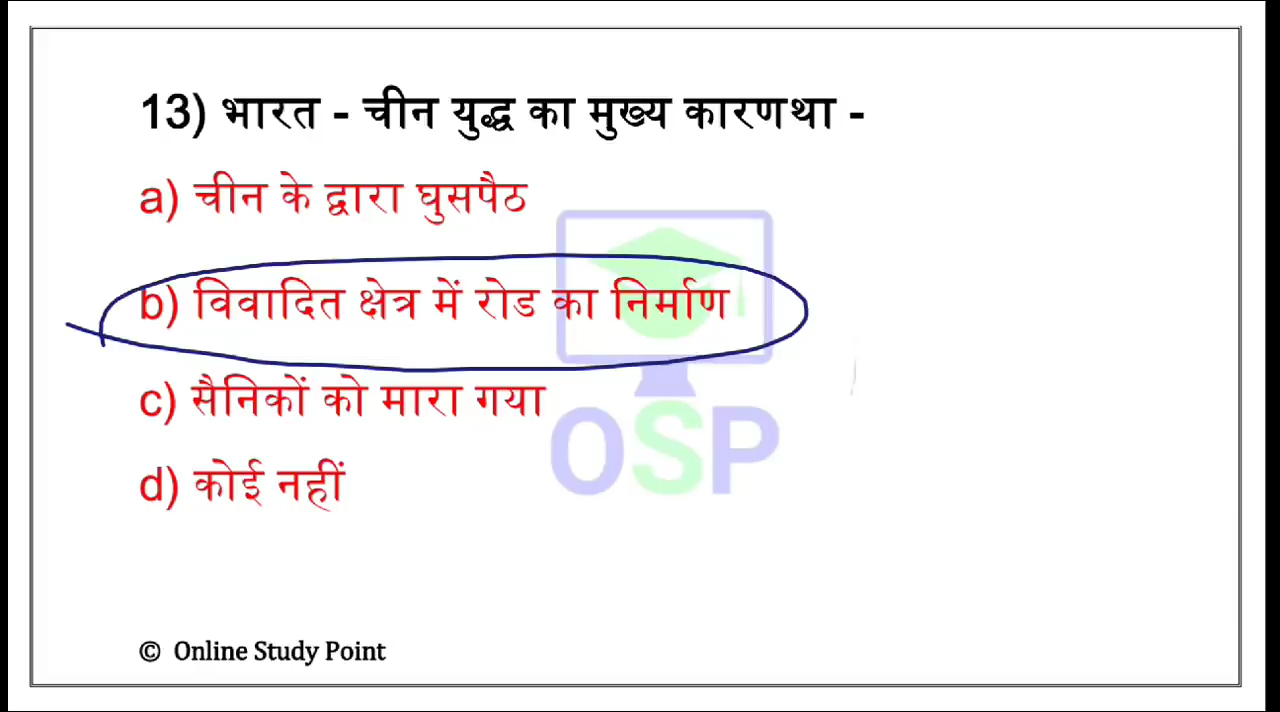 13) भारत - चीन युद्ध का मुख्य कारणथा -
a) चीन के द्वारा घुसपैठ
b) विवादित क्षेत्र में रोड का निर्माण
c) सैनिकों को मारा गया
d) कोई नहीं
OSP
© Online Study Point